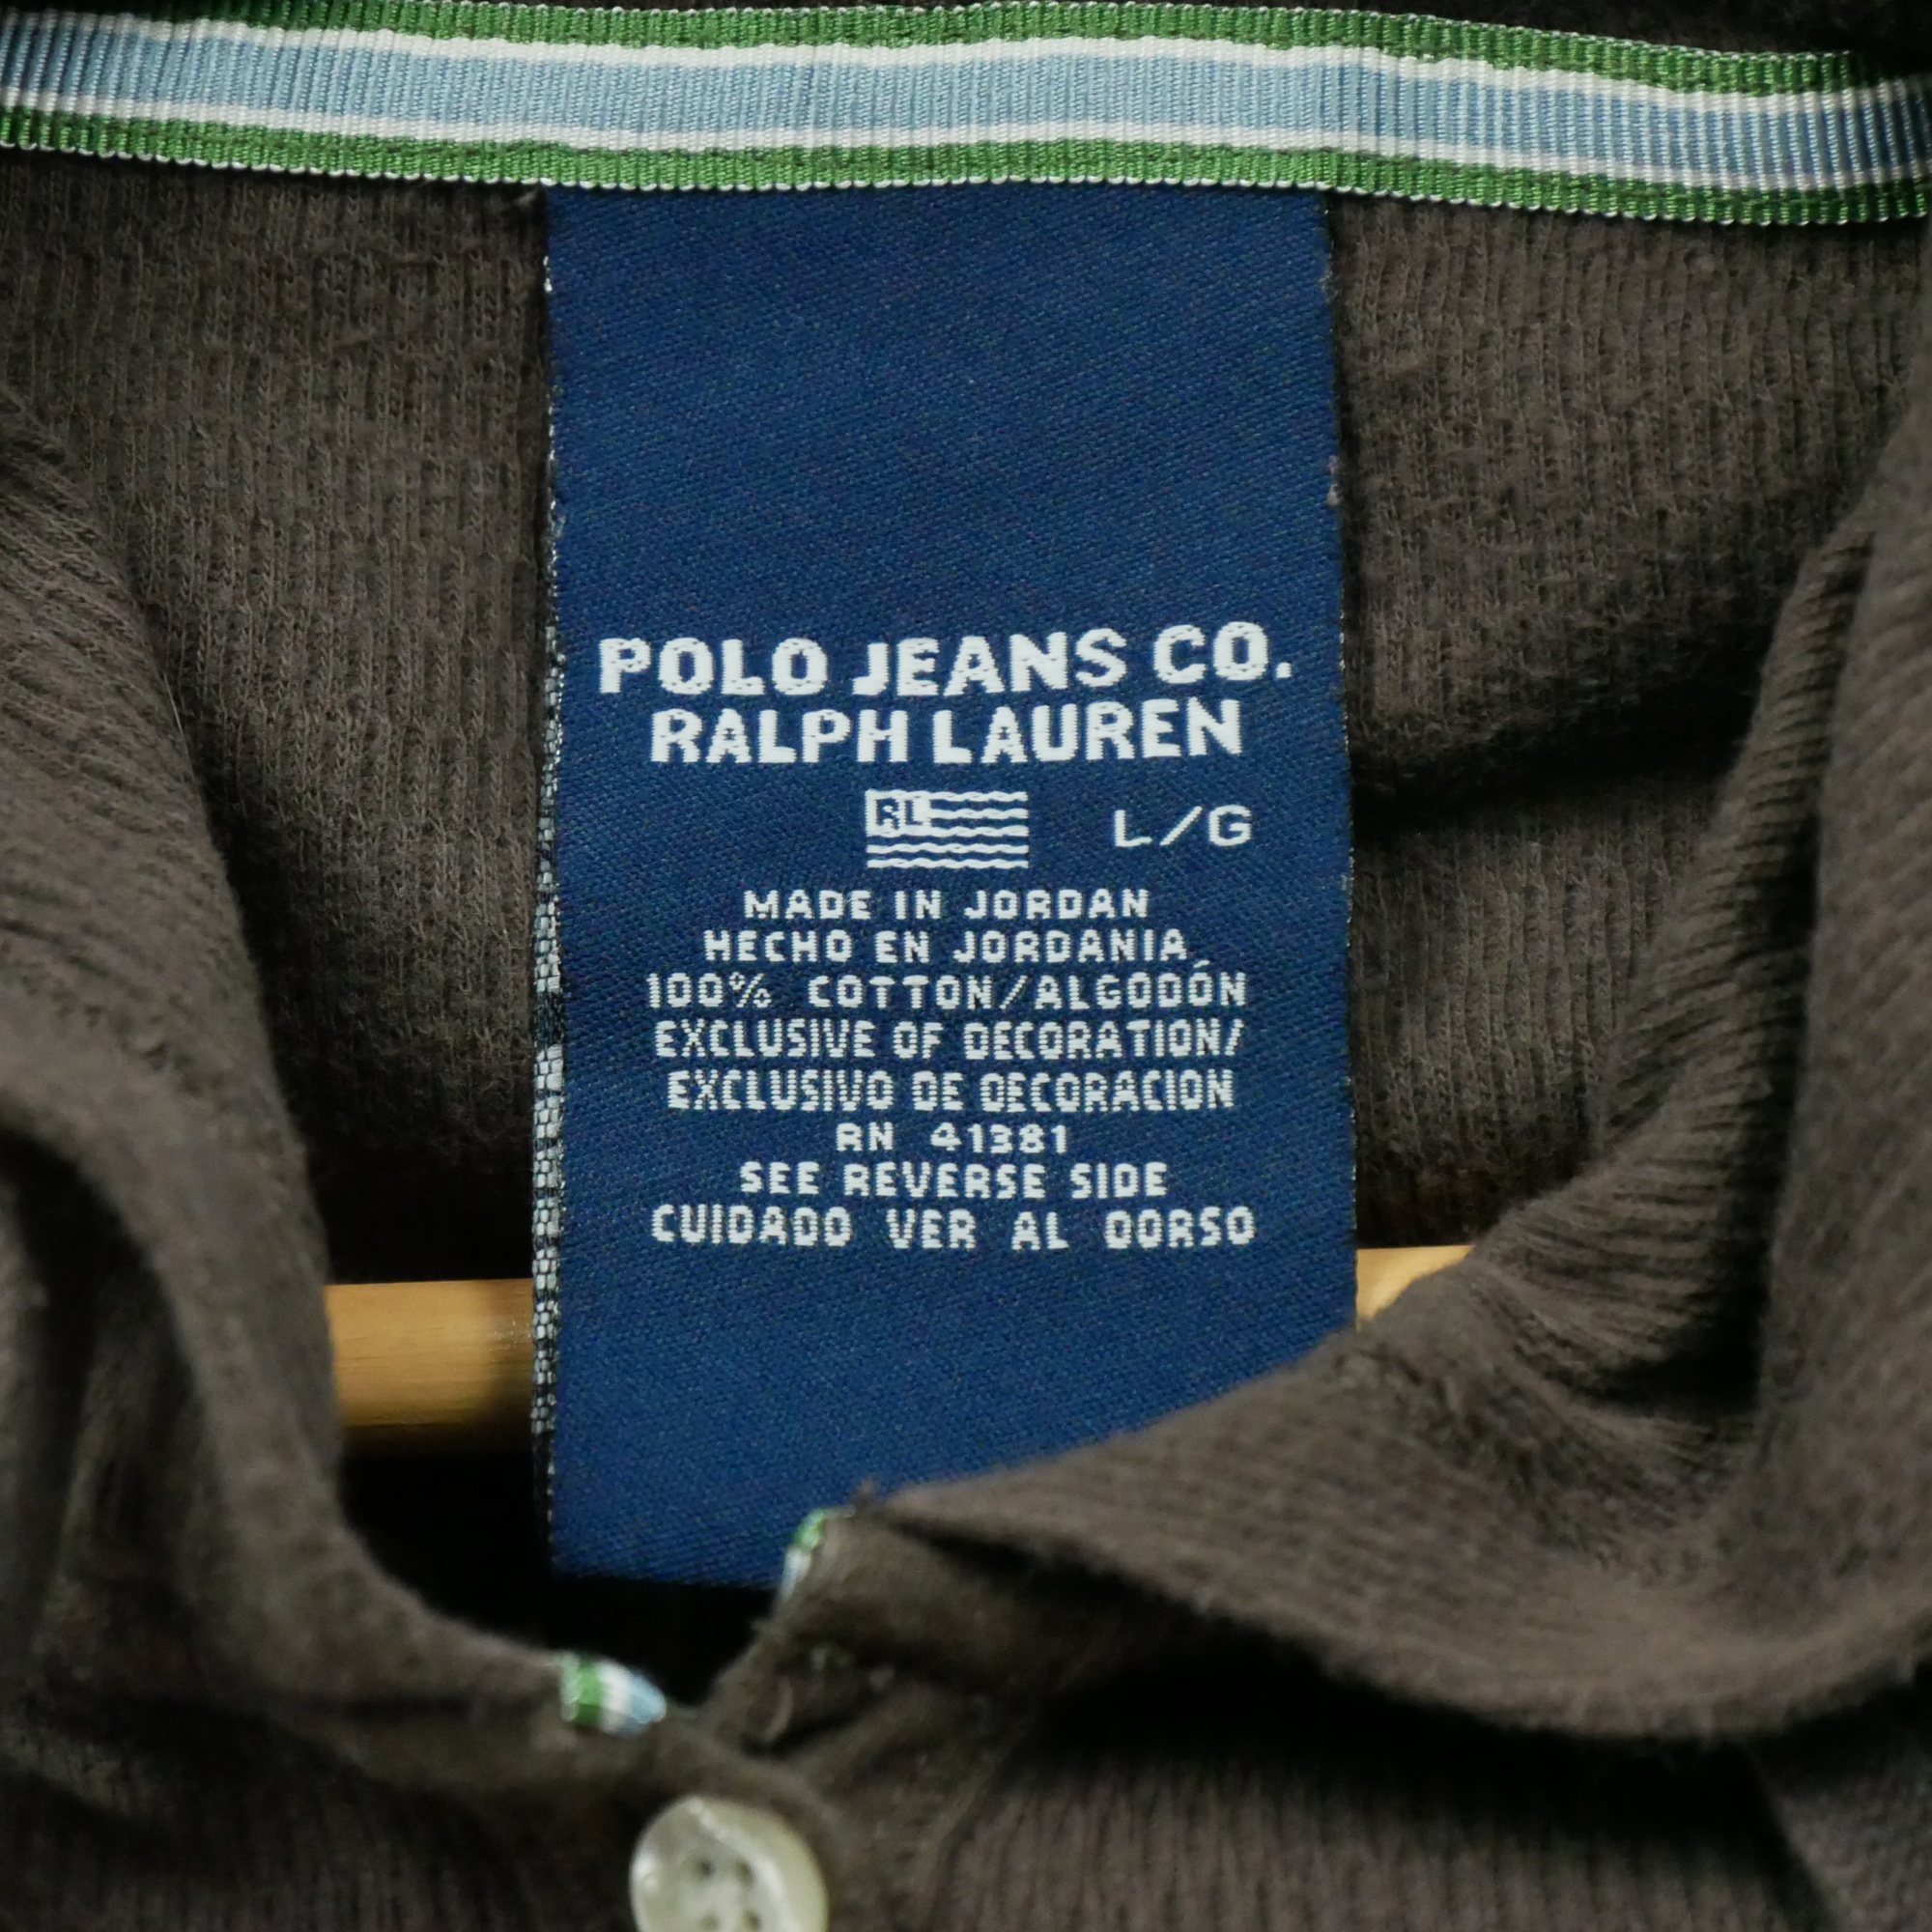 POLO JEANS CO.
RALPH LAUREN
RL L/G
MADE IN JORDAN
HECHO EN JORDANIA
100% COTTON/ALGODÓN
EXCLUSIVE OF DECORATION/
EXCLUSIVO DE DECORACION
RN 41381
SEE REVERSE SIDE
CUIDADO VER AL DORSO